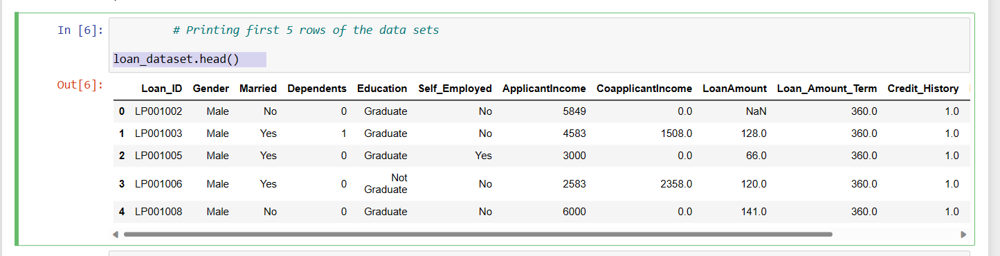 In [6]: # Printing first 5 rows of the data sets
loan_dataset.head()
Out[6]:
Loan_ID Gender Married Dependents Education Self_Employed ApplicantIncome CoapplicantIncome LoanAmount Loan_Amount_Term Credit_History
0 LP001002 Male No 0 Graduate No 5849 0.0 NaN 360.0 1.0
1 LP001003 Male Yes 1 Graduate No 4583 1508.0 128.0 360.0 1.0
2 LP001005 Male Yes 0 Graduate Yes 3000 0.0 66.0 360.0 1.0
3 LP001006 Male Yes 0 Not Graduate No 2583 2358.0 120.0 360.0 1.0
4 LP001008 Male No 0 Graduate No 6000 0.0 141.0 360.0 1.0